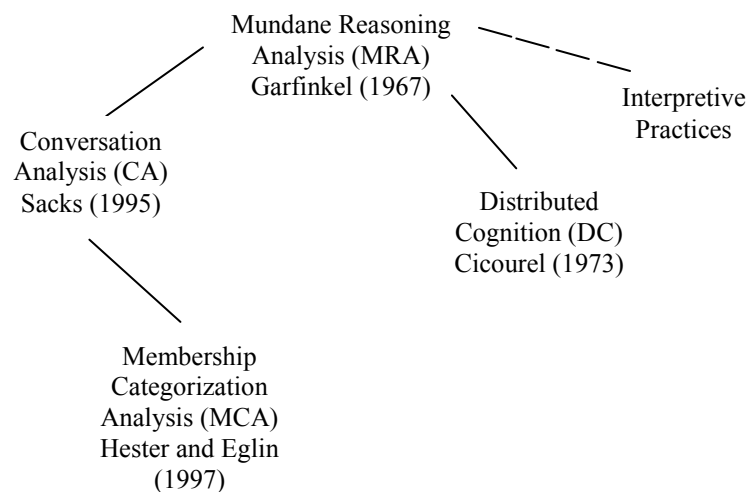 Mundane Reasoning
Analysis (MRA)
Garfinkel (1967)
Interpretive
Practices
Conversation
Analysis (CA)
Sacks (1995)
Distributed
Cognition (DC)
Cicourel (1973)
Membership
Categorization
Analysis (MCA)
Hester and Eglin
(1997)